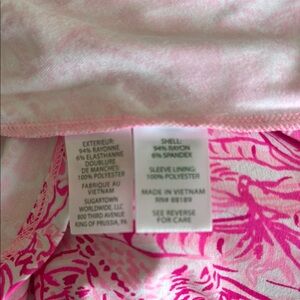 EXTERIEUR:
94% RAYONNE
6% ELASTHANNE
DOUBLURE
DE MANCHES:
100% POLYESTER
FABRIQUE AU
VIETNAM
SUGARTOWN
WORLDWIDE, LLC
800 THIRD AVENUE
KING OF PRUSSIA, PA
SHELL:
94% RAYON
6% SPANDEX
SLEEVE LINING:
100% POLYESTER
MADE IN VIETNAM
RN# 88189
SEE REVERSE
FOR CARE